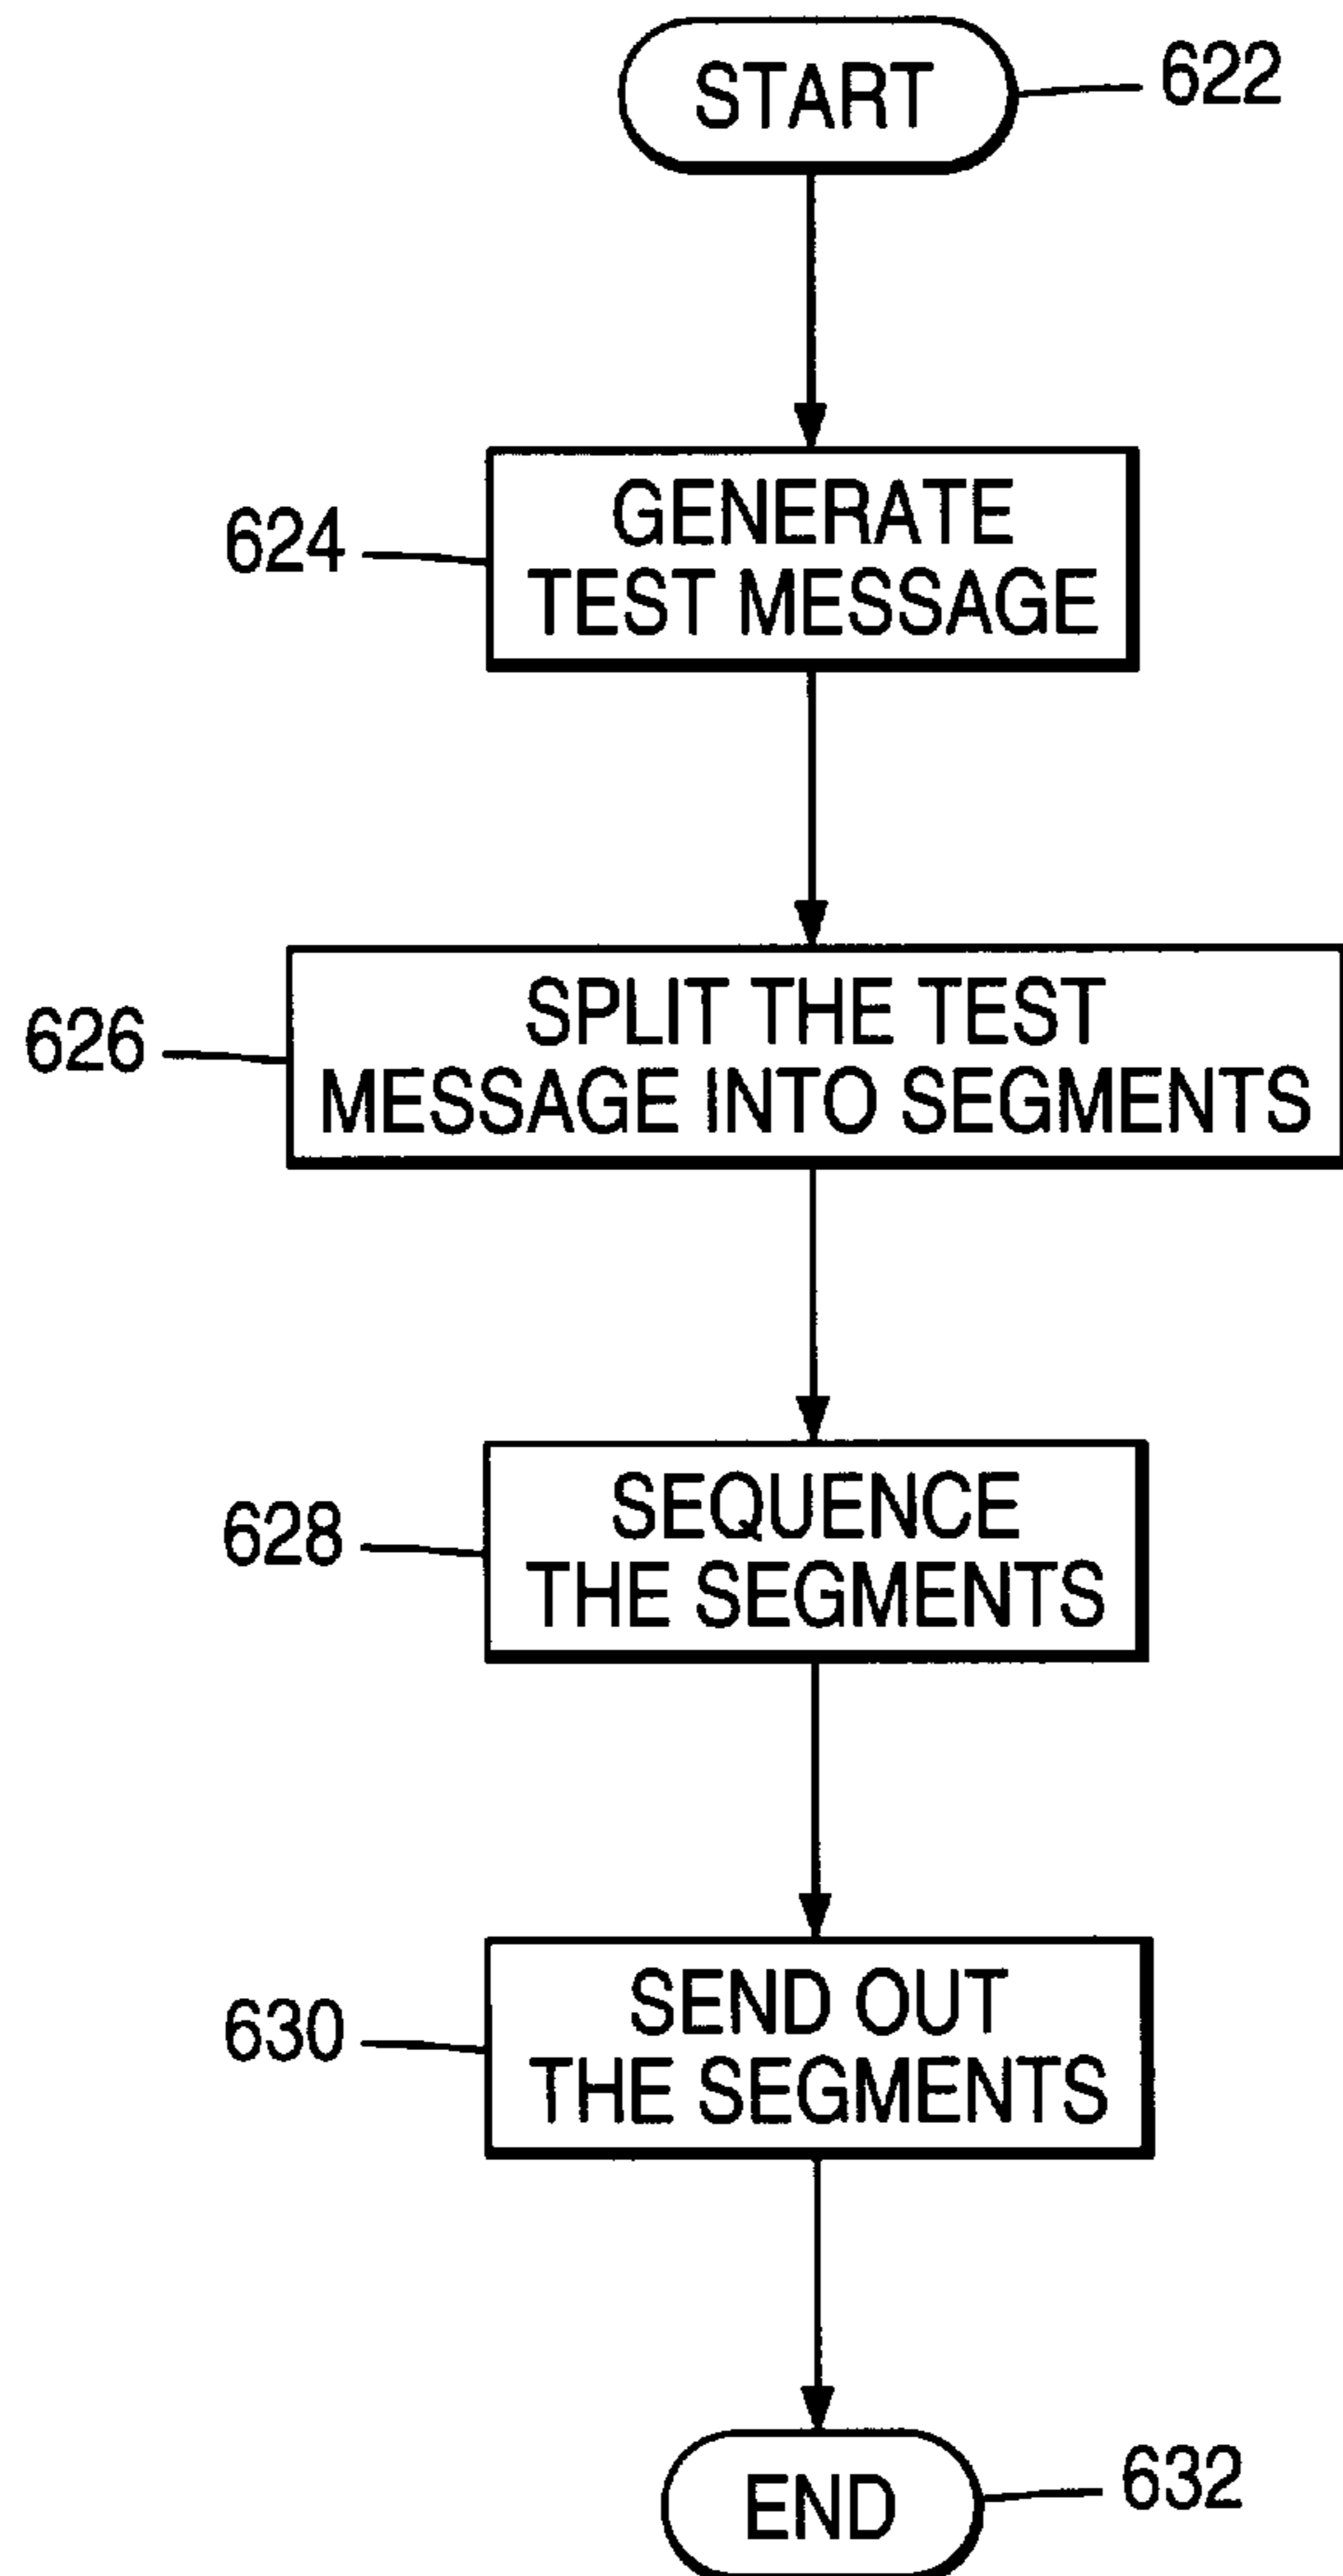 START
622
624
GENERATE
TEST MESSAGE
626
SPLIT THE TEST
MESSAGE INTO SEGMENTS
628
SEQUENCE
THE SEGMENTS
630
SEND OUT
THE SEGMENTS
END
632